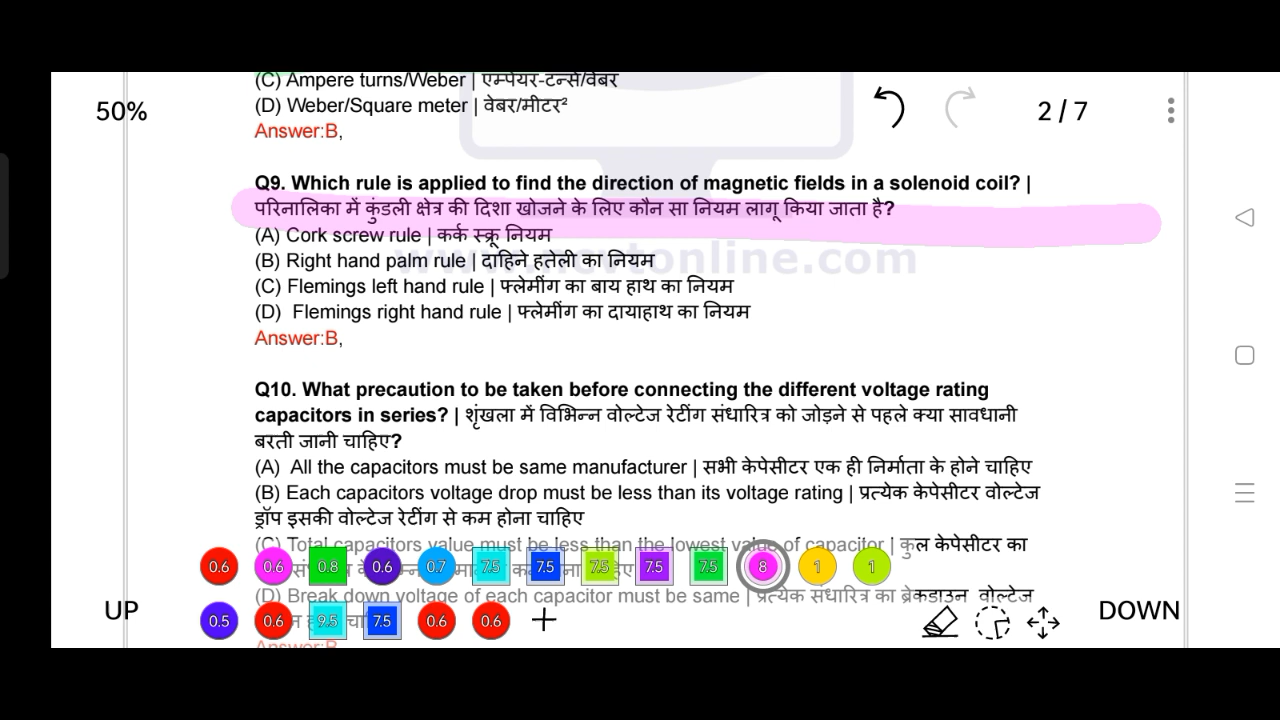 (C) Ampere turns/Weber | एम्पेयर-टर्न्स/वेबर
50%
(D) Weber/Square meter | वेबर/मीटर²
2 / 7
Answer:B,
Q9. Which rule is applied to find the direction of magnetic fields in a solenoid coil? |
परिनालिका में कुंडली क्षेत्र की दिशा खोजने के लिए कौन सा नियम लागू किया जाता है?
(A) Cork screw rule | कर्क स्क्रू नियम
(B) Right hand palm rule | दाहिने हतेली का नियम
(C) Flemings left hand rule | फ्लेमींग का बाय हाथ का नियम
(D) Flemings right hand rule | फ्लेमींग का दायाहाथ का नियम
Answer:B,
Q10. What precaution to be taken before connecting the different voltage rating
capacitors in series? | शृंखला में विभिन्न वोल्टेज रेटींग संधारित्र को जोड़ने से पहले क्या सावधानी
बरती जानी चाहिए?
(A) All the capacitors must be same manufacturer | सभी केपेसीटर एक ही निर्माता के होने चाहिए
(B) Each capacitors voltage drop must be less than its voltage rating | प्रत्येक केपेसीटर वोल्टेज
ड्रॉप इसकी वोल्टेज रेटींग से कम होना चाहिए
(C) Total capacitors value must be less than the lowest value of capacitor | कुल केपेसीटर का
0.6 0.6 0.8 0.6 0.7 7.5 7.5 7.5 7.5 7.5 8 1 1
(D) Break down voltage of each capacitor must be same | प्रत्येक संधारित्र का ब्रेकडाउन वोल्टेज
UP
DOWN
0.5 0.6 9.5 7.5 0.6 0.6 +
Answer:B